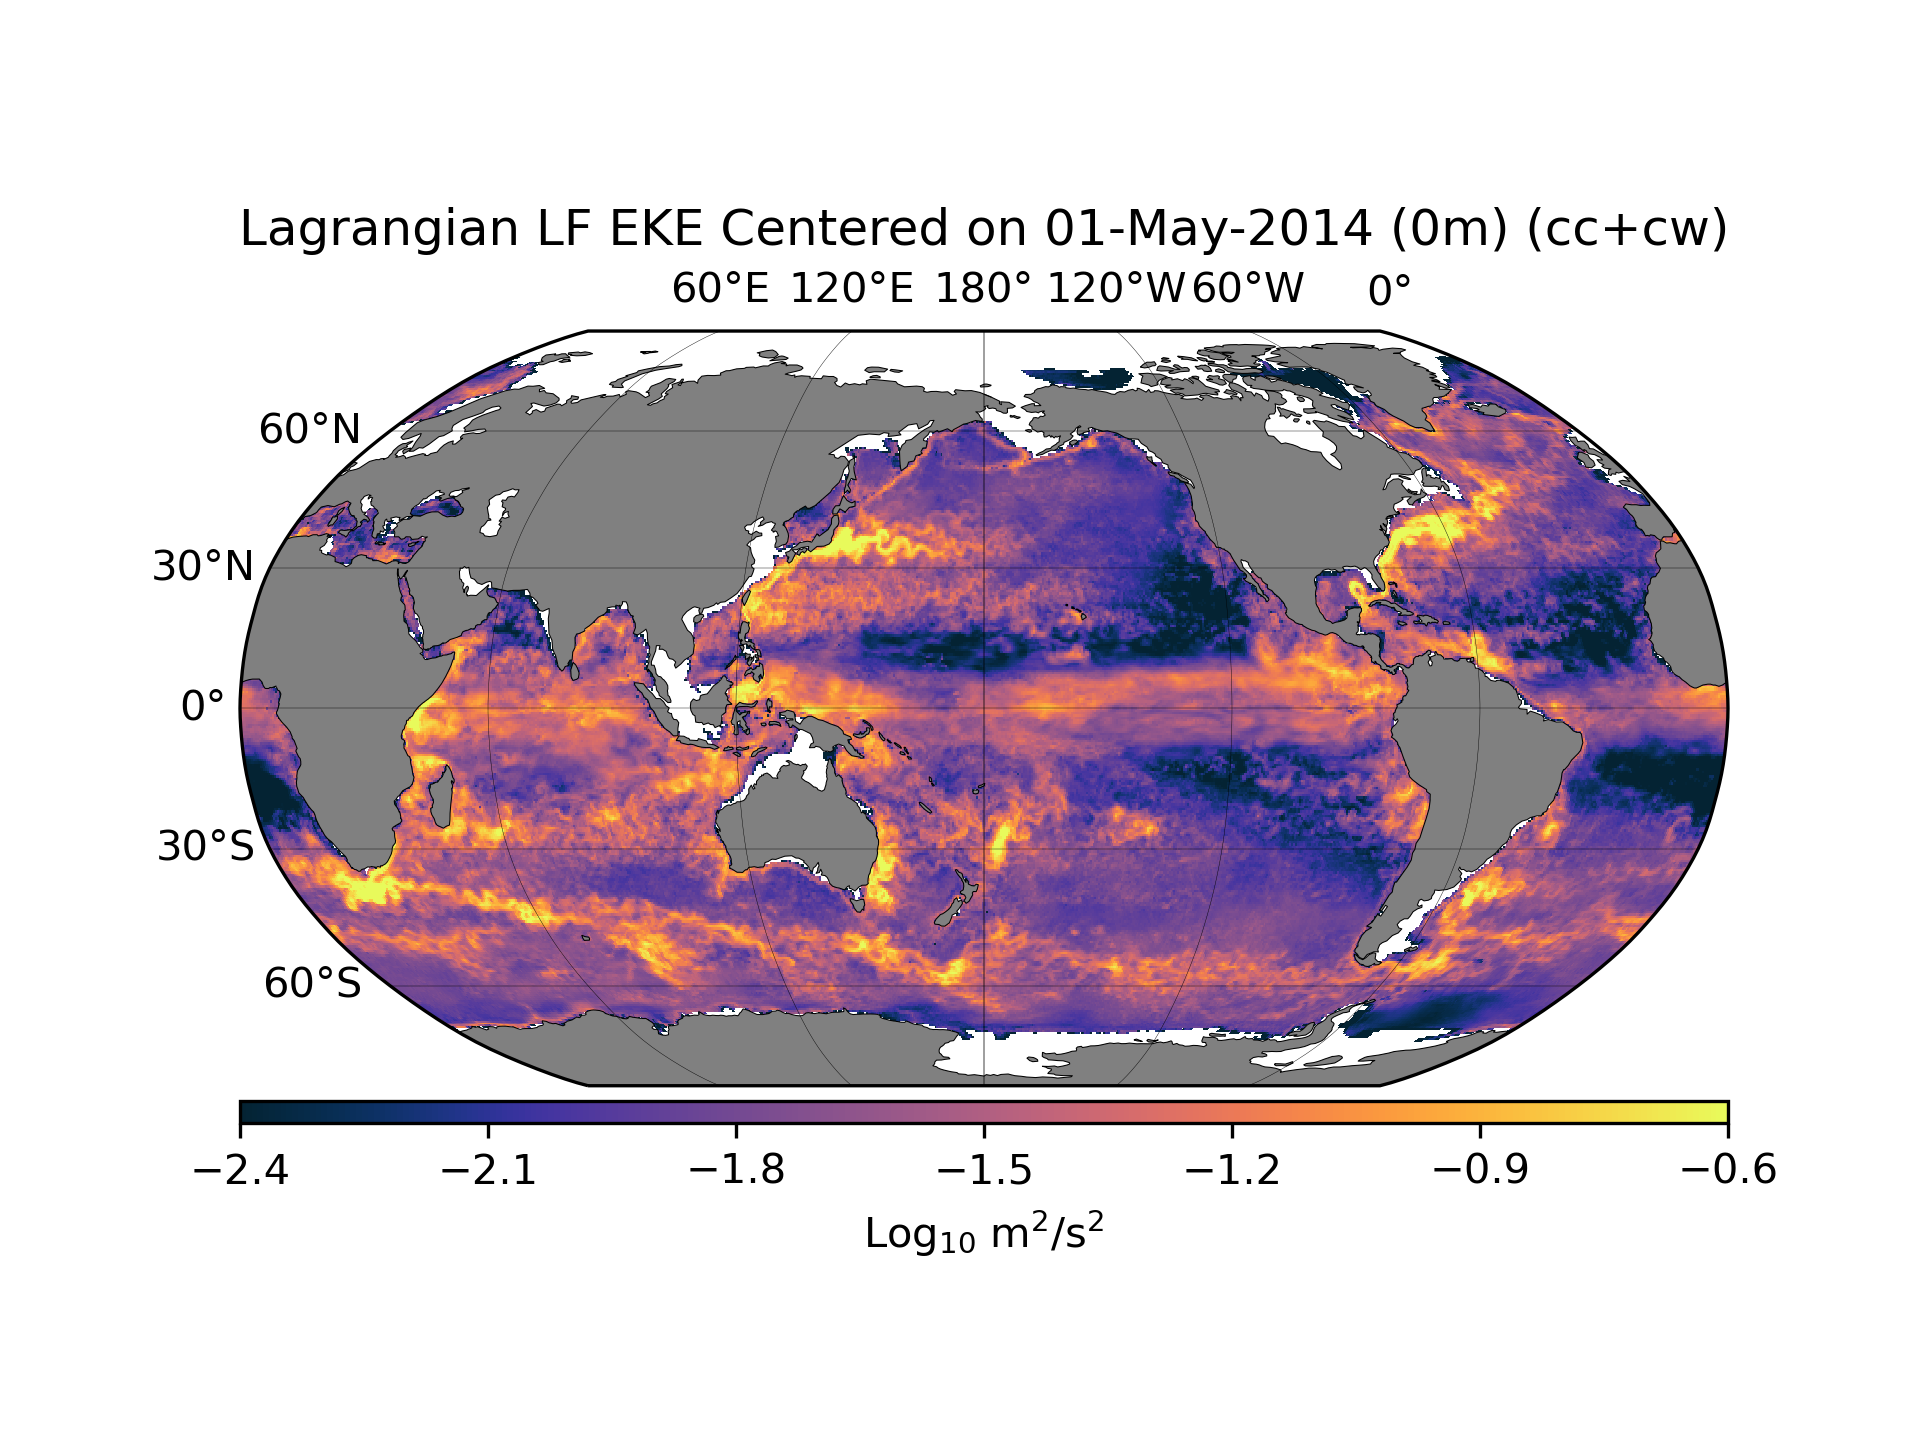 Lagrangian LF EKE Centered on 01-May-2014 (0m) (cc+cw)
60°E 120°E 180° 120°W 60°W 0°
60°N
30°N
0°
30°S
60°S
−2.4 −2.1 −1.8 −1.5 −1.2 −0.9 −0.6
Log₁₀ m²/s²